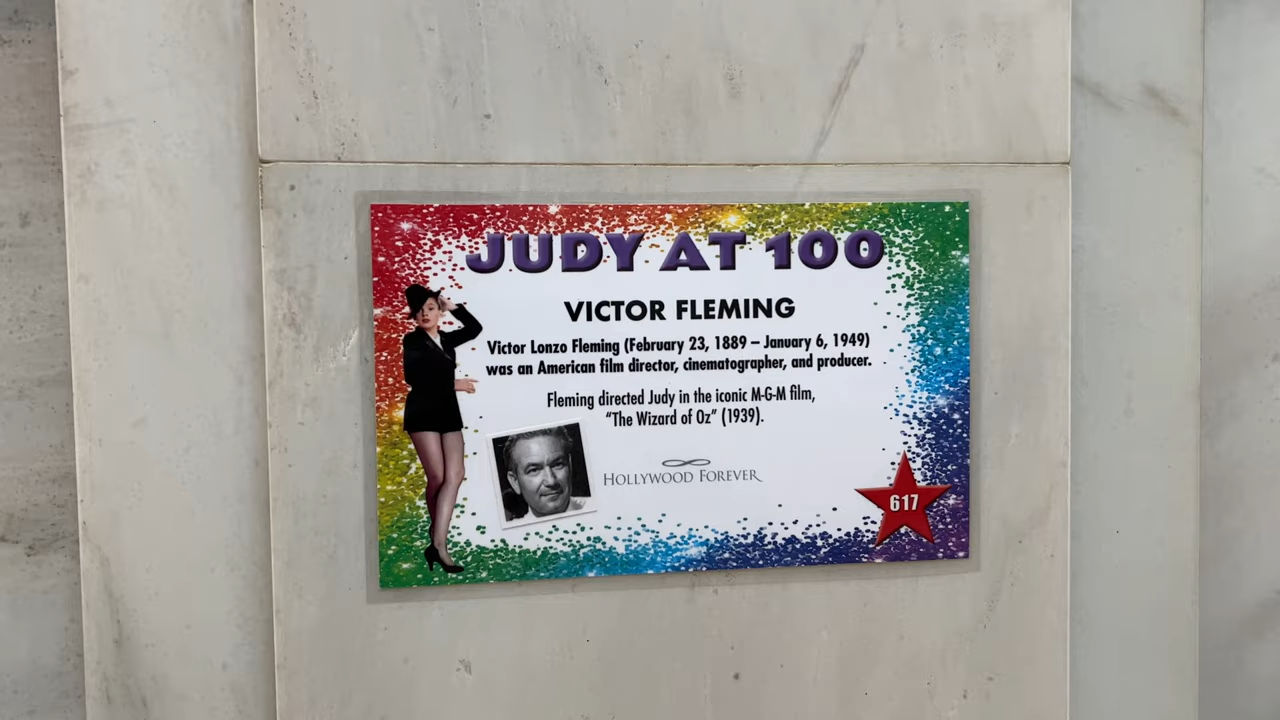 JUDY AT 100
VICTOR FLEMING
Victor Lonzo Fleming (February 23, 1889 – January 6, 1949)
was an American film director, cinematographer, and producer.
Fleming directed Judy in the iconic M-G-M film,
“The Wizard of Oz” (1939).
HOLLYWOOD FOREVER
617